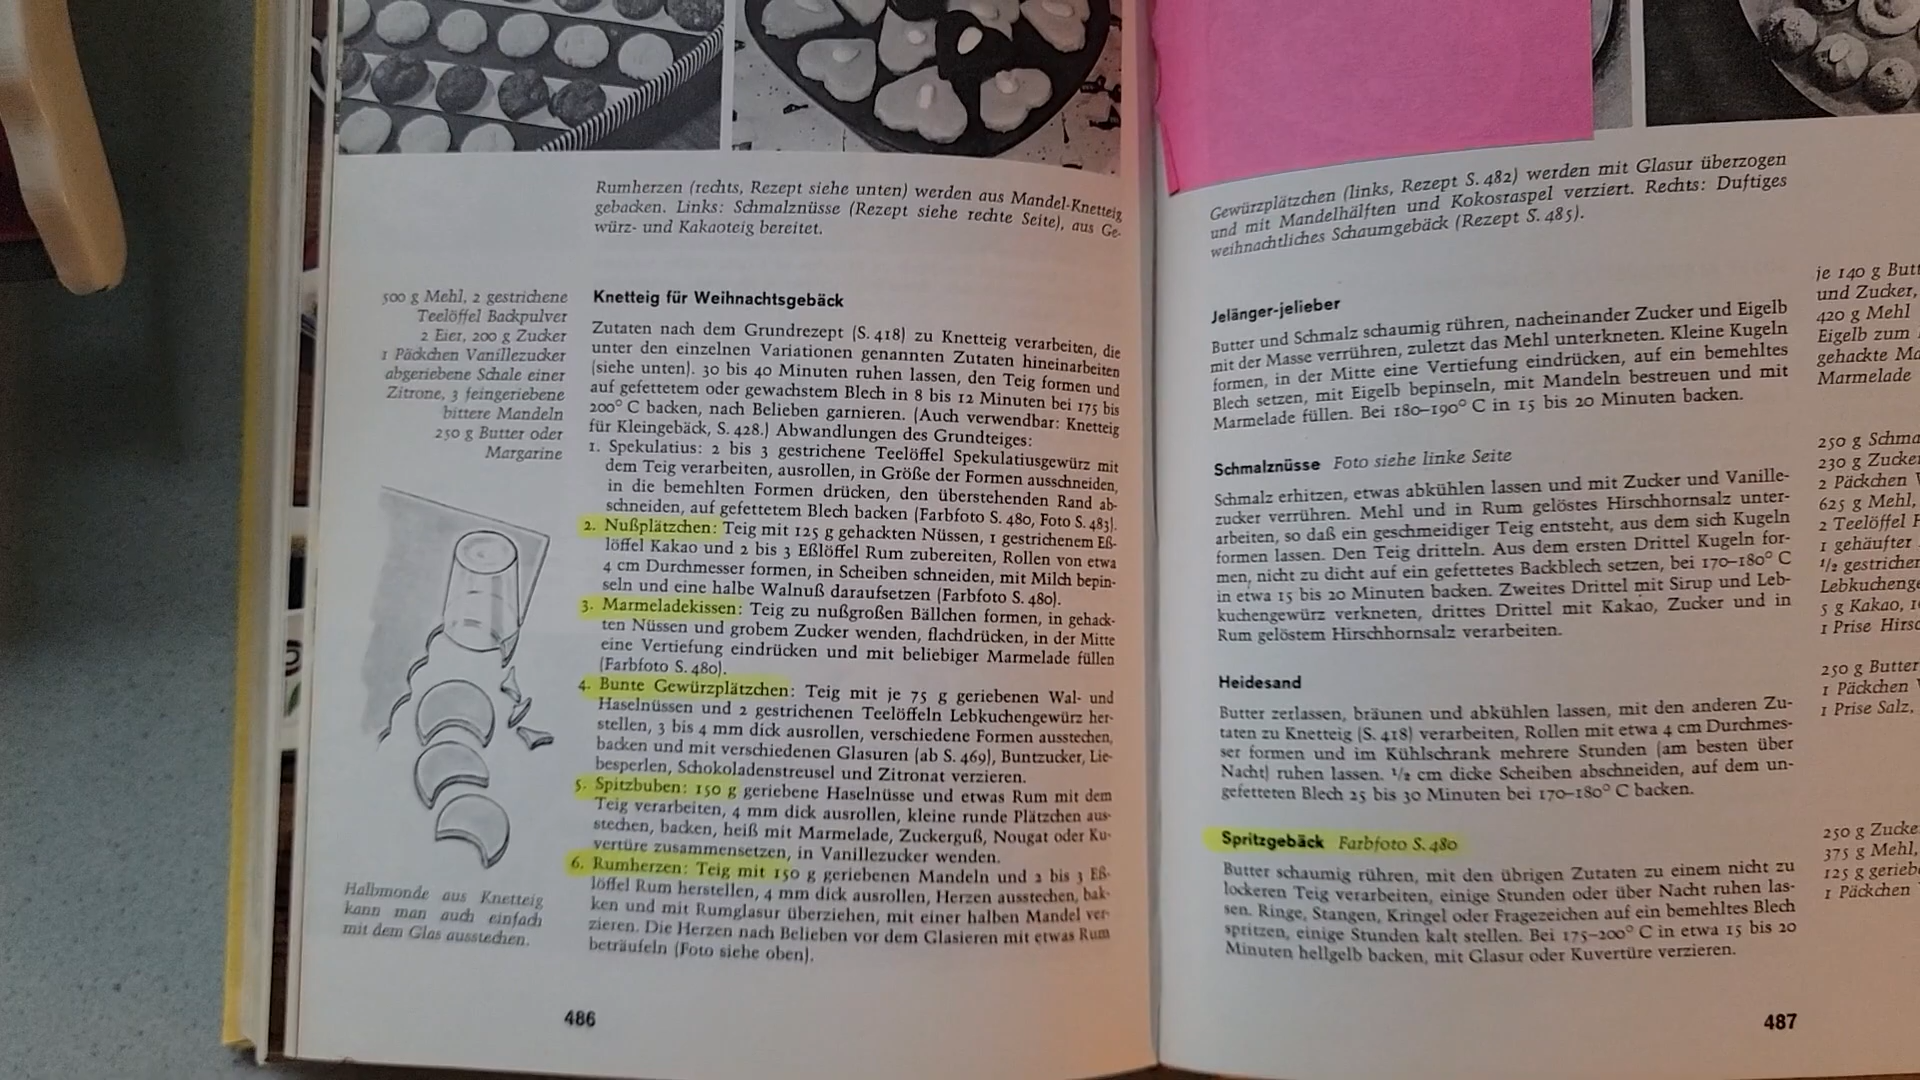 Rumherzen (rechts, Rezept siehe unten) werden aus Mandel-Knetteig
gebacken. Links: Schmalznüsse (Rezept siehe rechte Seite), aus Ge-
würz- und Kakaoteig bereitet.
500 g Mehl, 2 gestrichene
Teelöffel Backpulver
2 Eier, 200 g Zucker
1 Päckchen Vanillezucker
abgeriebene Schale einer
Zitrone, 3 feingeriebene
bittere Mandeln
250 g Butter oder
Margarine
Knetteig für Weihnachtsgebäck
Zutaten nach dem Grundrezept (S. 418) zu Knetteig verarbeiten, die
unter den einzelnen Variationen genannten Zutaten hineinarbeiten
(siehe unten). 30 bis 40 Minuten ruhen lassen, den Teig formen und
auf gefettetem oder gewachstem Blech in 8 bis 12 Minuten bei 175 bis
200° C backen, nach Belieben garnieren. (Auch verwendbar: Knetteig
für Kleingebäck, S. 428.) Abwandlungen des Grundteiges:
1. Spekulatius: 2 bis 3 gestrichene Teelöffel Spekulatiusgewürz mit
dem Teig verarbeiten, ausrollen, in Größe der Formen ausschneiden,
in die bemehlten Formen drücken, den überstehenden Rand ab-
schneiden, auf gefettetem Blech backen (Farbfoto S. 480, Foto S. 483).
2. Nußplätzchen: Teig mit 125 g gehackten Nüssen, 1 gestrichenem Eß-
löffel Kakao und 2 bis 3 Eßlöffel Rum zubereiten, Rollen von etwa
4 cm Durchmesser formen, in Scheiben schneiden, mit Milch bepin-
seln und eine halbe Walnuß daraufsetzen (Farbfoto S. 480).
3. Marmeladekissen: Teig zu nußgroßen Bällchen formen, in gehack-
ten Nüssen und grobem Zucker wenden, flachdrücken, in der Mitte
eine Vertiefung eindrücken und mit beliebiger Marmelade füllen
(Farbfoto S. 480).
4. Bunte Gewürzplätzchen: Teig mit je 75 g geriebenen Wal- und
Haselnüssen und 2 gestrichenen Teelöffeln Lebkuchengewürz her-
stellen, 3 bis 4 mm dick ausrollen, verschiedene Formen ausstechen,
backen und mit verschiedenen Glasuren (ab S. 469), Buntzucker, Lie-
besperlen, Schokoladenstreusel und Zitronat verzieren.
5. Spitzbuben: 150 g geriebene Haselnüsse und etwas Rum mit dem
Teig verarbeiten, 4 mm dick ausrollen, kleine runde Plätzchen aus-
stechen, backen, heiß mit Marmelade, Zuckerguß, Nougat oder Ku-
vertüre zusammensetzen, in Vanillezucker wenden.
6. Rumherzen: Teig mit 150 g geriebenen Mandeln und 2 bis 3 Eß-
löffel Rum herstellen, 4 mm dick ausrollen, Herzen ausstechen, bak-
ken und mit Rumglasur überziehen, mit einer halben Mandel ver-
zieren. Die Herzen nach Belieben vor dem Glasieren mit etwas Rum
beträufeln (Foto siehe oben).
Halbmonde aus Knetteig
kann man auch einfach
mit dem Glas ausstechen.
486
Gewürzplätzchen (links, Rezept S. 482) werden mit Glasur überzogen
und mit Mandelhälften und Kokosraspel verziert. Rechts: Duftiges
weihnachtliches Schaumgebäck (Rezept S. 485).
Jelänger-jelieber
Butter und Schmalz schaumig rühren, nacheinander Zucker und Eigelb
mit der Masse verrühren, zuletzt das Mehl unterkneten. Kleine Kugeln
formen, in der Mitte eine Vertiefung eindrücken, auf ein bemehltes
Blech setzen, mit Eigelb bepinseln, mit Mandeln bestreuen und mit
Marmelade füllen. Bei 180–190° C in 15 bis 20 Minuten backen.
je 140 g Butt
und Zucker,
420 g Mehl
Eigelb zum
gehackte Ma
Marmelade
Schmalznüsse Foto siehe linke Seite
Schmalz erhitzen, etwas abkühlen lassen und mit Zucker und Vanille-
zucker verrühren. Mehl und in Rum gelöstes Hirschhornsalz unter-
arbeiten, so daß ein geschmeidiger Teig entsteht, aus dem sich Kugeln
formen lassen. Den Teig dritteln. Aus dem ersten Drittel Kugeln for-
men, nicht zu dicht auf ein gefettetes Backblech setzen, bei 170–180° C
in etwa 15 bis 20 Minuten backen. Zweites Drittel mit Sirup und Leb-
kuchengewürz verkneten, drittes Drittel mit Kakao, Zucker und in
Rum gelöstem Hirschhornsalz verarbeiten.
250 g Schma
230 g Zucker
2 Päckchen V
625 g Mehl,
2 Teelöffel
1 gehäufter
1/2 gestrichen
Lebkuchenge
5 g Kakao,
1 Prise Hirsc
Heidesand
Butter zerlassen, bräunen und abkühlen lassen, mit den anderen Zu-
taten zu Knetteig (S. 418) verarbeiten, Rollen mit etwa 4 cm Durchmes-
ser formen und im Kühlschrank mehrere Stunden (am besten über
Nacht) ruhen lassen. 1/2 cm dicke Scheiben abschneiden, auf dem un-
gefetteten Blech 25 bis 30 Minuten bei 170–180° C backen.
250 g Butter
1 Päckchen V
1 Prise Salz,
Spritzgebäck Farbfoto S. 480
Butter schaumig rühren, mit den übrigen Zutaten zu einem nicht zu
lockeren Teig verarbeiten, einige Stunden oder über Nacht ruhen las-
sen. Ringe, Stangen, Kringel oder Fragezeichen auf ein bemehltes Blech
spritzen, einige Stunden kalt stellen. Bei 175–200° C in etwa 15 bis 20
Minuten hellgelb backen, mit Glasur oder Kuvertüre verzieren.
250 g Zucke
375 g Mehl,
125 g gerieb
1 Päckchen
487